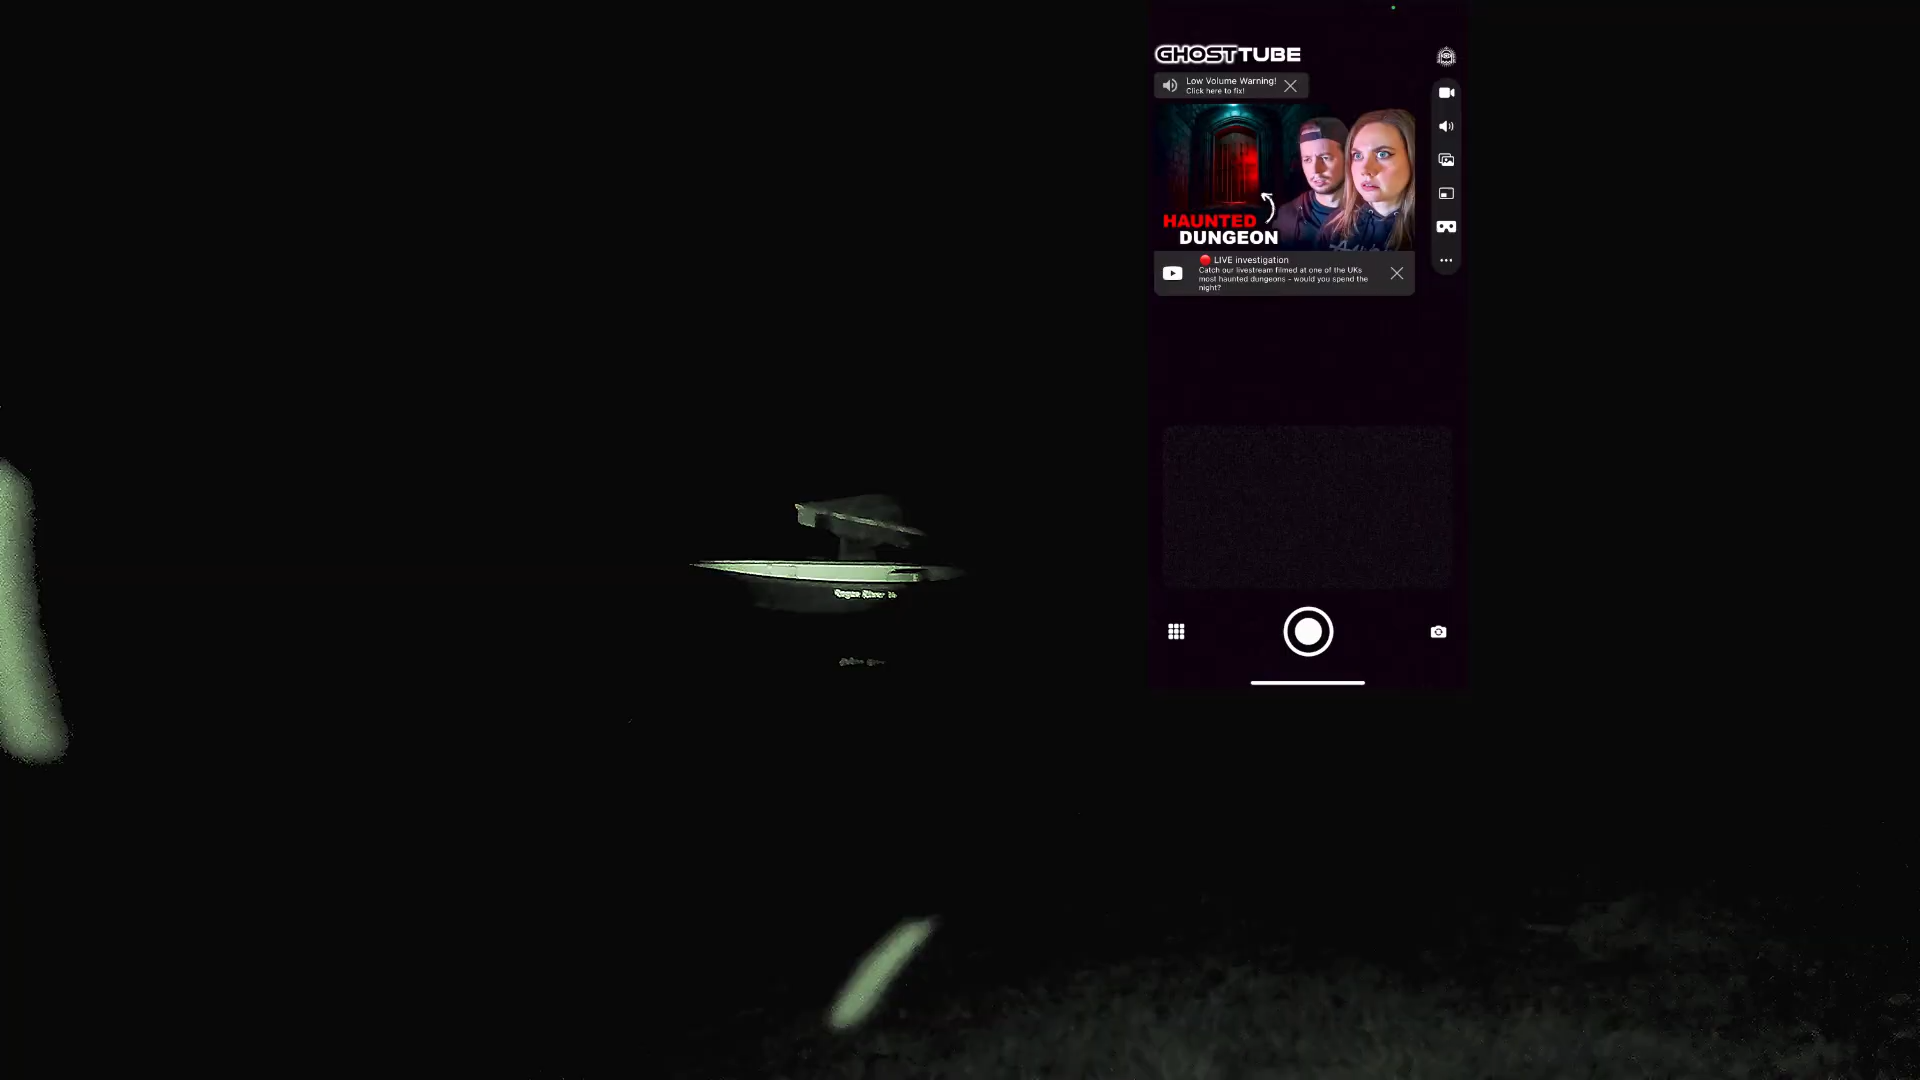 GHOSTTUBE
Low Volume Warning!
Click here to fix!
HAUNTED
DUNGEON
LIVE investigation
Catch our livestream filmed at one of the UKs
most haunted dungeons - would you spend the
night?